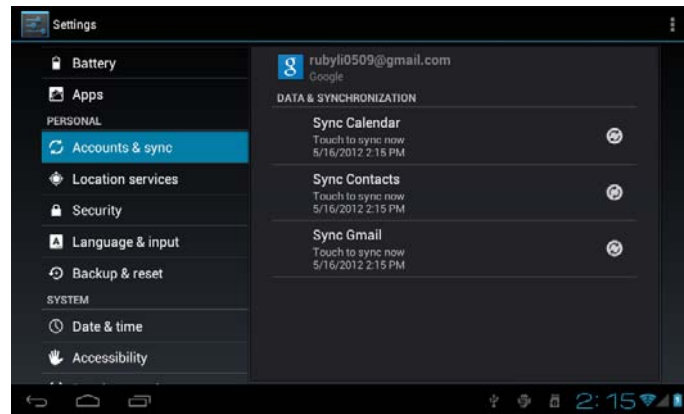 Settings
Battery
Apps
PERSONAL
Accounts & sync
Location services
Security
Language & input
Backup & reset
SYSTEM
Date & time
Accessibility
g
rubyli0509@gmail.com
Google
DATA & SYNCHRONIZATION
Sync Calendar
Touch to sync now
5/16/2012 2:15 PM
Sync Contacts
Touch to sync now
5/16/2012 2:15 PM
Sync Gmail
Touch to sync now
5/16/2012 2:15 PM
2:15